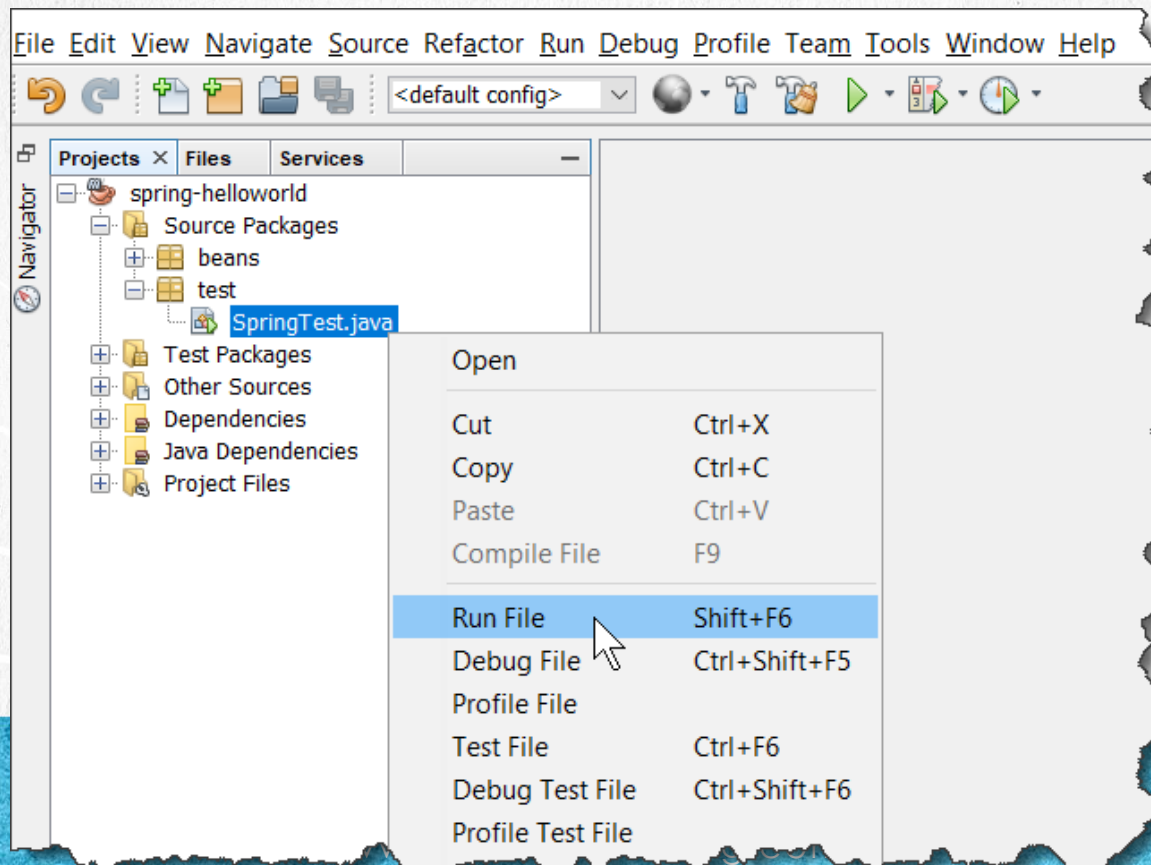 File Edit View Navigate Source Refactor Run Debug Profile Team Tools Window Help
<default config>
Projects Files Services
Navigator
spring-helloworld
Source Packages
beans
test
SpringTest.java
Test Packages
Other Sources
Dependencies
Java Dependencies
Project Files
Open
Cut Ctrl+X
Copy Ctrl+C
Paste Ctrl+V
Compile File F9
Run File Shift+F6
Debug File Ctrl+Shift+F5
Profile File
Test File Ctrl+F6
Debug Test File Ctrl+Shift+F6
Profile Test File